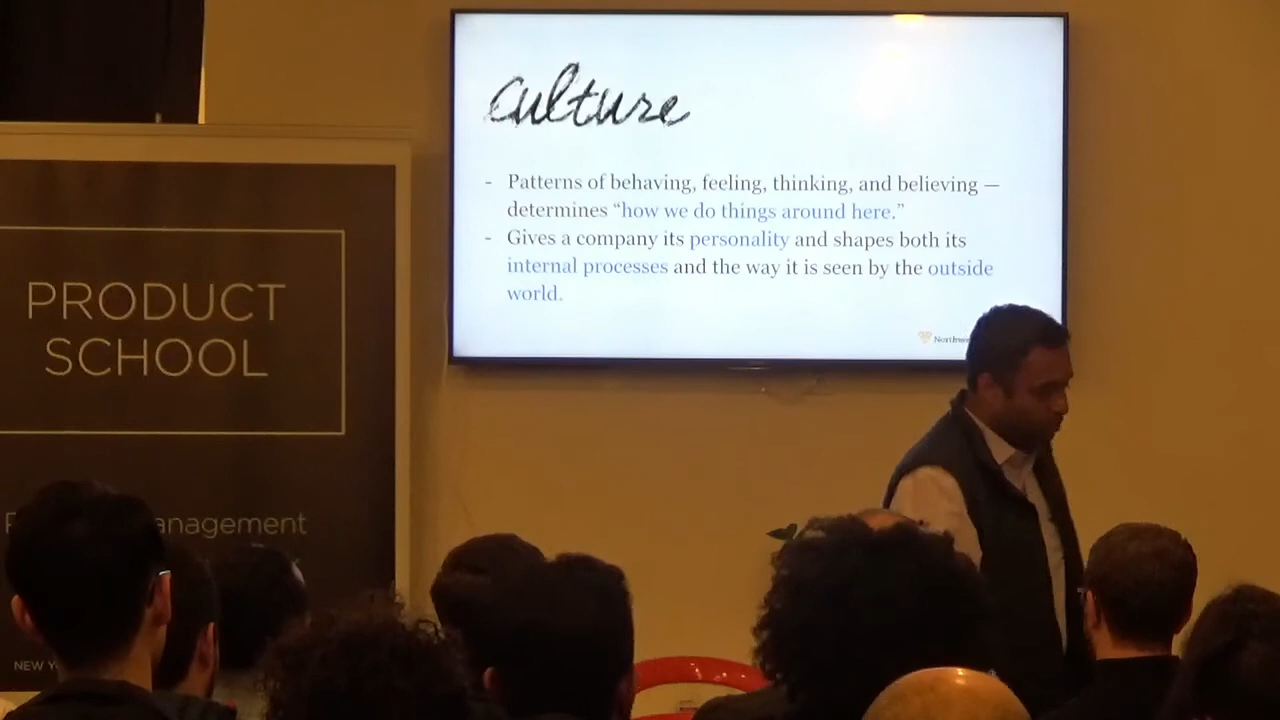 culture
- Patterns of behaving, feeling, thinking, and believing —
determines “how we do things around here.”
- Gives a company its personality and shapes both its
internal processes and the way it is seen by the outside
world.
PRODUCT
SCHOOL